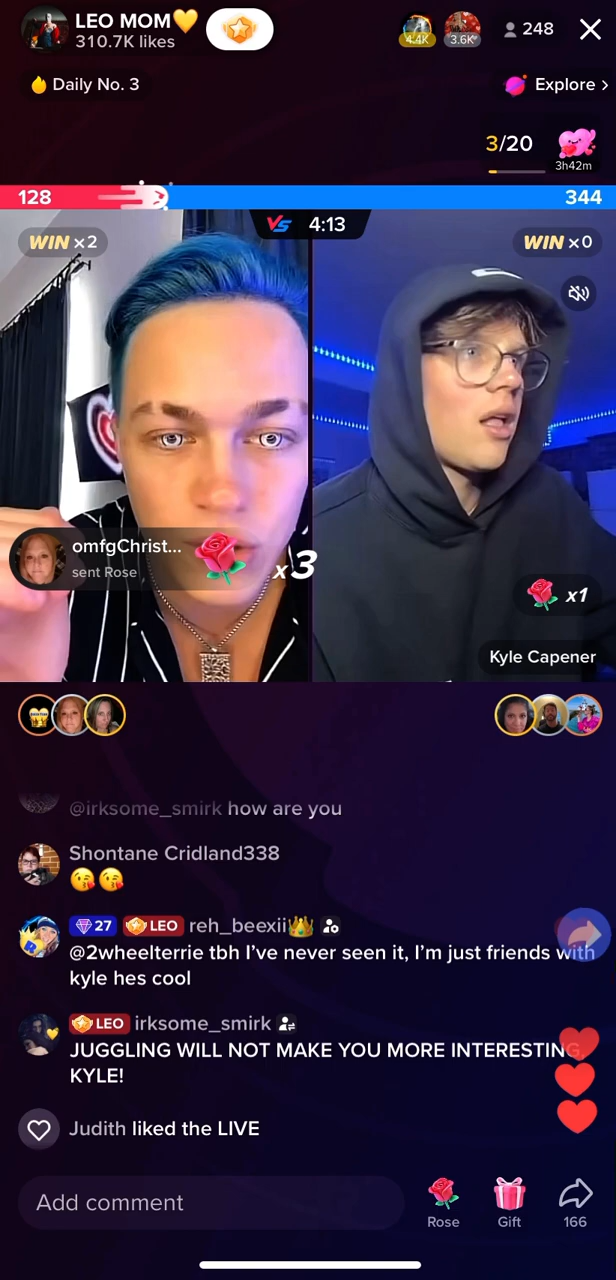 LEO MOM💛
310.7K likes
4.4K
3.6K
248
Daily No. 3
Explore >
3/20
3h42m
128
344
VS 4:13
WIN x2
WIN x0
omfgChrist...
sent Rose
x3
x1
Kyle Capener
@irksome_smirk how are you
Shontane Cridland338
😘😘
27 LEO reh_beexii👑
@2wheelterrie tbh I've never seen it, I'm just friends with
kyle hes cool
LEO irksome_smirk
JUGGLING WILL NOT MAKE YOU MORE INTERESTING,
KYLE!
Judith liked the LIVE
Add comment
Rose
Gift
166